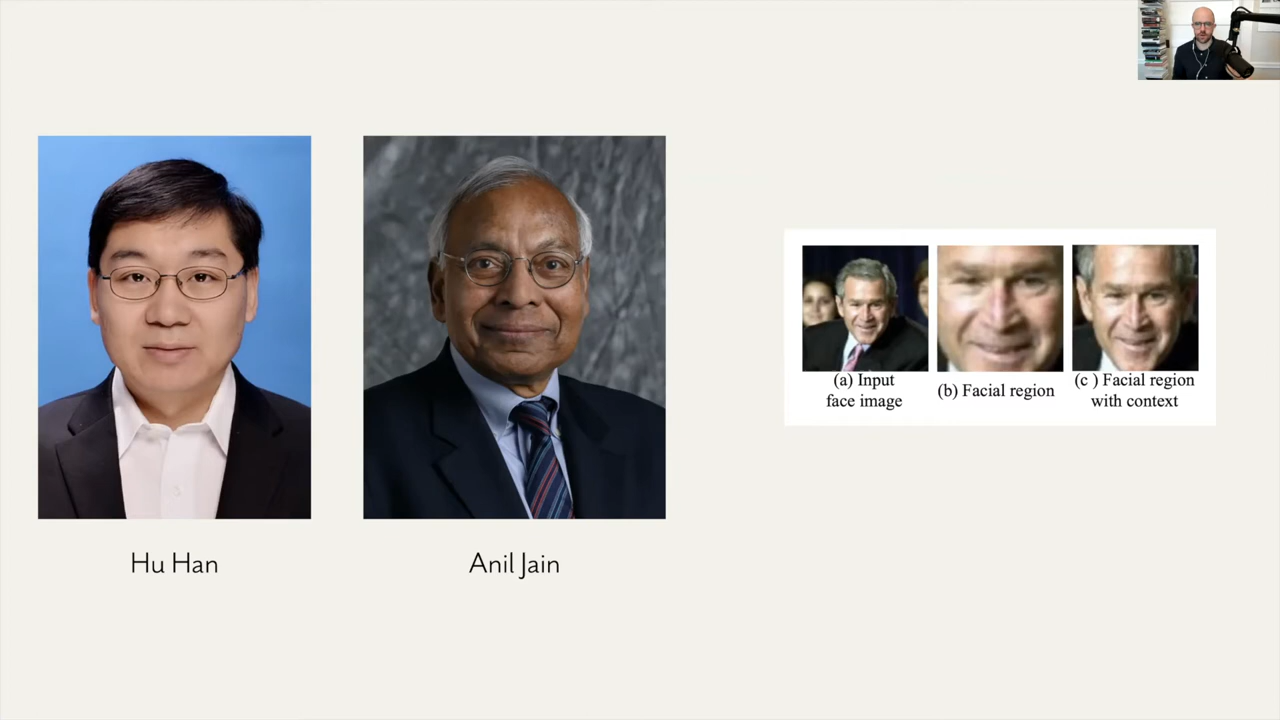 Hu Han
Anil Jain
(a) Input
face image
(b) Facial region
(c ) Facial region
with context